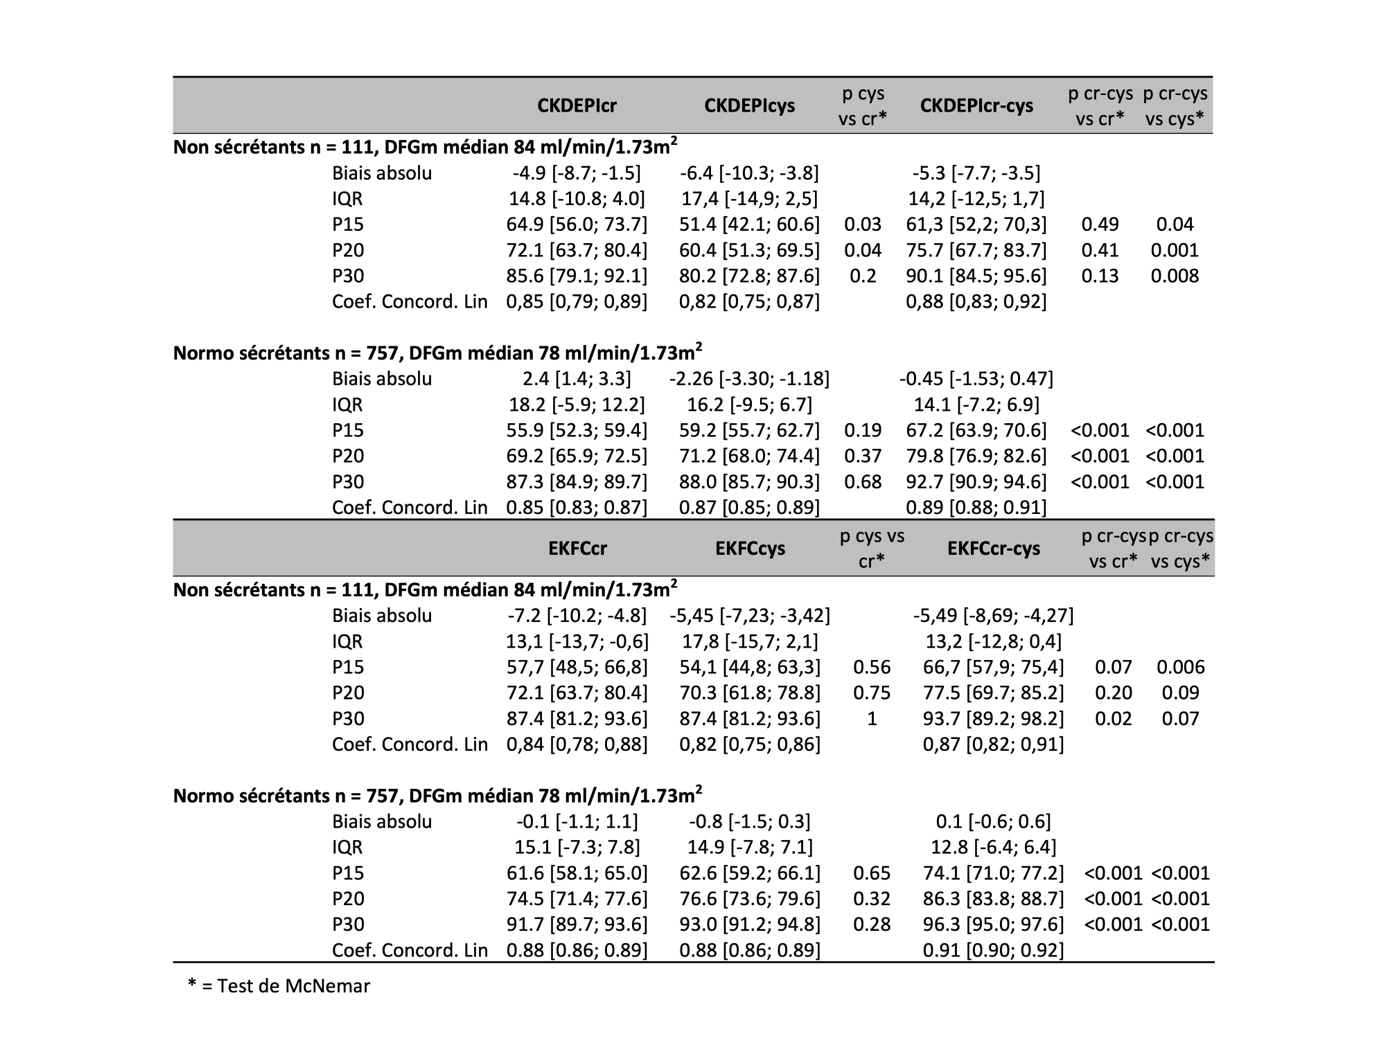 CKDEPIcr CKDEPIcys p cys vs cr* CKDEPIcr-cys p cr-cys vs cr* p cr-cys vs cys*
Non sécrétants n = 111, DFGm médian 84 ml/min/1.73m²
Biais absolu -4.9 [-8.7; -1.5] -6.4 [-10.3; -3.8] -5.3 [-7.7; -3.5]
IQR 14.8 [-10.8; 4.0] 17,4 [-14,9; 2,5] 14,2 [-12,5; 1,7]
P15 64.9 [56.0; 73.7] 51.4 [42.1; 60.6] 0.03 61,3 [52,2; 70,3] 0.49 0.04
P20 72.1 [63.7; 80.4] 60.4 [51.3; 69.5] 0.04 75.7 [67.7; 83.7] 0.41 0.001
P30 85.6 [79.1; 92.1] 80.2 [72.8; 87.6] 0.2 90.1 [84.5; 95.6] 0.13 0.008
Coef. Concord. Lin 0,85 [0,79; 0,89] 0,82 [0,75; 0,87] 0,88 [0,83; 0,92]
Normo sécrétants n = 757, DFGm médian 78 ml/min/1.73m²
Biais absolu 2.4 [1.4; 3.3] -2.26 [-3.30; -1.18] -0.45 [-1.53; 0.47]
IQR 18.2 [-5.9; 12.2] 16.2 [-9.5; 6.7] 14.1 [-7.2; 6.9]
P15 55.9 [52.3; 59.4] 59.2 [55.7; 62.7] 0.19 67.2 [63.9; 70.6] <0.001 <0.001
P20 69.2 [65.9; 72.5] 71.2 [68.0; 74.4] 0.37 79.8 [76.9; 82.6] <0.001 <0.001
P30 87.3 [84.9; 89.7] 88.0 [85.7; 90.3] 0.68 92.7 [90.9; 94.6] <0.001 <0.001
Coef. Concord. Lin 0.85 [0.83; 0.87] 0.87 [0.85; 0.89] 0.89 [0.88; 0.91]
EKFCcr EKFCcys p cys vs cr* EKFCcr-cys p cr-cys vs cr* p cr-cys vs cys*
Non sécrétants n = 111, DFGm médian 84 ml/min/1.73m²
Biais absolu -7.2 [-10.2; -4.8] -5,45 [-7,23; -3,42] -5,49 [-8,69; -4,27]
IQR 13,1 [-13,7; -0,6] 17,8 [-15,7; 2,1] 13,2 [-12,8; 0,4]
P15 57,7 [48,5; 66,8] 54,1 [44,8; 63,3] 0.56 66,7 [57,9; 75,4] 0.07 0.006
P20 72.1 [63.7; 80.4] 70.3 [61.8; 78.8] 0.75 77.5 [69.7; 85.2] 0.20 0.09
P30 87.4 [81.2; 93.6] 87.4 [81.2; 93.6] 1 93.7 [89.2; 98.2] 0.02 0.07
Coef. Concord. Lin 0,84 [0,78; 0,88] 0,82 [0,75; 0,86] 0,87 [0,82; 0,91]
Normo sécrétants n = 757, DFGm médian 78 ml/min/1.73m²
Biais absolu -0.1 [-1.1; 1.1] -0.8 [-1.5; 0.3] 0.1 [-0.6; 0.6]
IQR 15.1 [-7.3; 7.8] 14.9 [-7.8; 7.1] 12.8 [-6.4; 6.4]
P15 61.6 [58.1; 65.0] 62.6 [59.2; 66.1] 0.65 74.1 [71.0; 77.2] <0.001 <0.001
P20 74.5 [71.4; 77.6] 76.6 [73.6; 79.6] 0.32 86.3 [83.8; 88.7] <0.001 <0.001
P30 91.7 [89.7; 93.6] 93.0 [91.2; 94.8] 0.28 96.3 [95.0; 97.6] <0.001 <0.001
Coef. Concord. Lin 0.88 [0.86; 0.89] 0.88 [0.86; 0.89] 0.91 [0.90; 0.92]
* = Test de McNemar